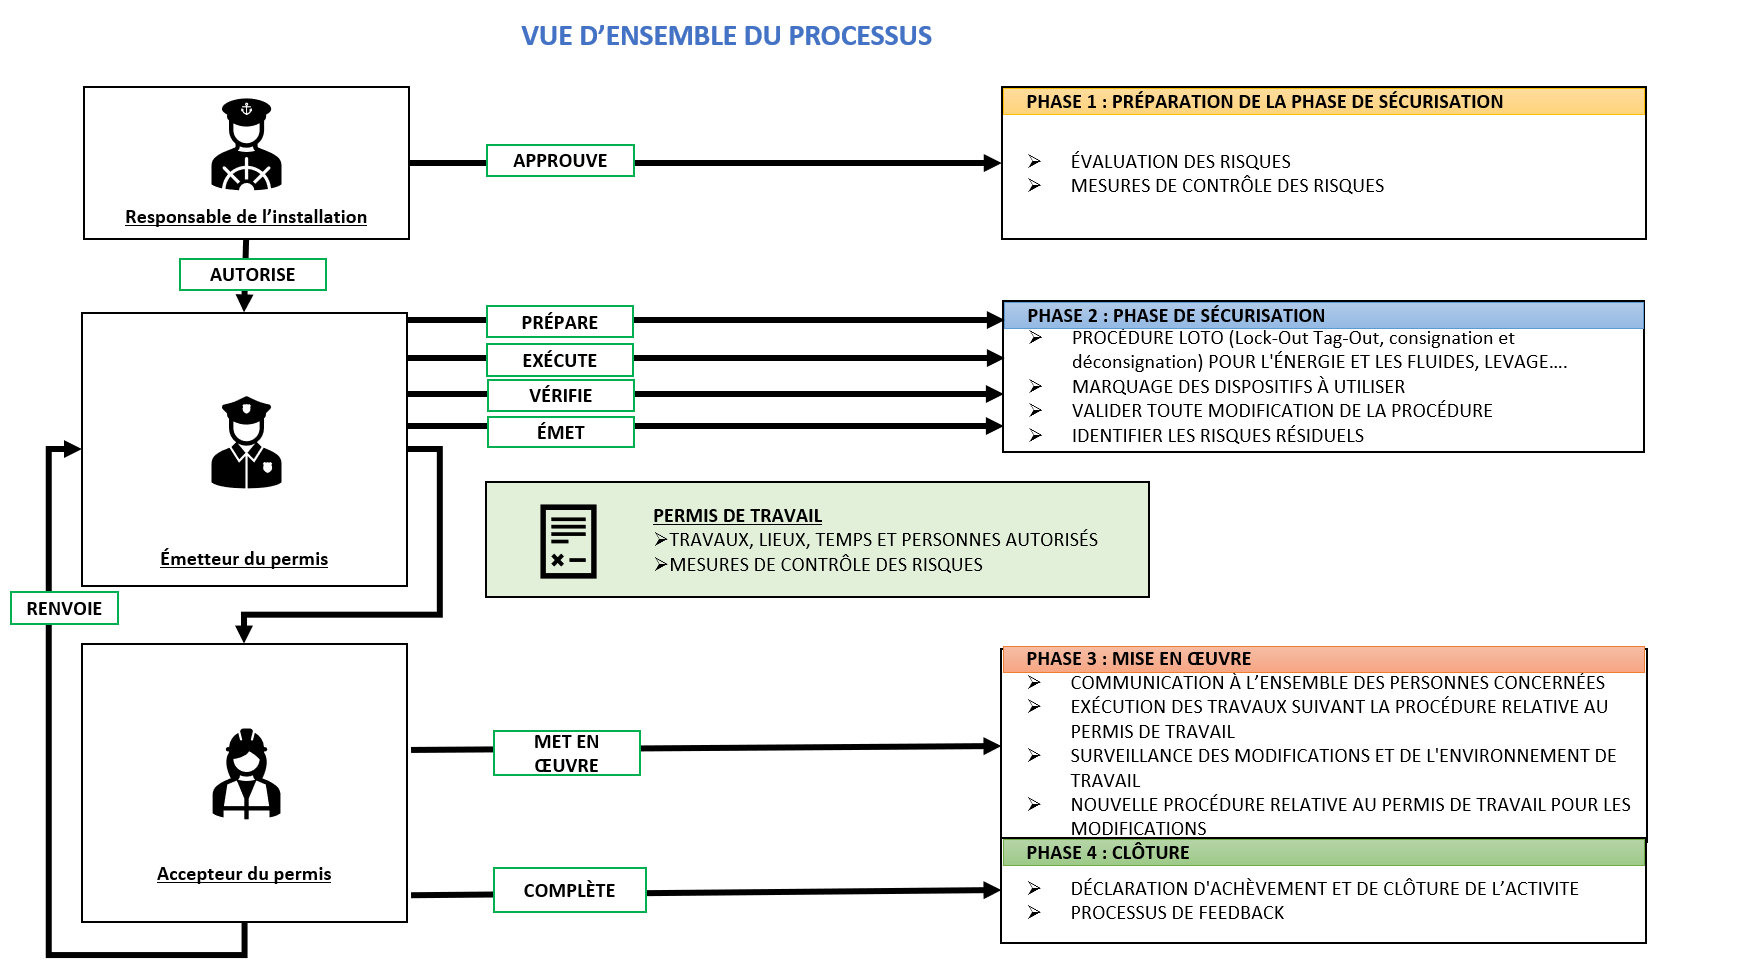 VUE D’ENSEMBLE DU PROCESSUS
Responsable de l’installation
APPROUVE
PHASE 1 : PRÉPARATION DE LA PHASE DE SÉCURISATION
➢ ÉVALUATION DES RISQUES
➢ MESURES DE CONTRÔLE DES RISQUES
AUTORISE
Émetteur du permis
PRÉPARE
EXÉCUTE
VÉRIFIE
ÉMET
PHASE 2 : PHASE DE SÉCURISATION
➢ PROCÉDURE LOTO (Lock-Out Tag-Out, consignation et
déconsignation) POUR L'ÉNERGIE ET LES FLUIDES, LEVAGE….
➢ MARQUAGE DES DISPOSITIFS À UTILISER
➢ VALIDER TOUTE MODIFICATION DE LA PROCÉDURE
➢ IDENTIFIER LES RISQUES RÉSIDUELS
PERMIS DE TRAVAIL
➢TRAVAUX, LIEUX, TEMPS ET PERSONNES AUTORISÉS
➢MESURES DE CONTRÔLE DES RISQUES
RENVOIE
Accepteur du permis
MET EN
ŒUVRE
PHASE 3 : MISE EN ŒUVRE
➢ COMMUNICATION À L’ENSEMBLE DES PERSONNES CONCERNÉES
➢ EXÉCUTION DES TRAVAUX SUIVANT LA PROCÉDURE RELATIVE AU
PERMIS DE TRAVAIL
➢ SURVEILLANCE DES MODIFICATIONS ET DE L'ENVIRONNEMENT DE
TRAVAIL
➢ NOUVELLE PROCÉDURE RELATIVE AU PERMIS DE TRAVAIL POUR LES
MODIFICATIONS
COMPLÈTE
PHASE 4 : CLÔTURE
➢ DÉCLARATION D'ACHÈVEMENT ET DE CLÔTURE DE L’ACTIVITE
➢ PROCESSUS DE FEEDBACK